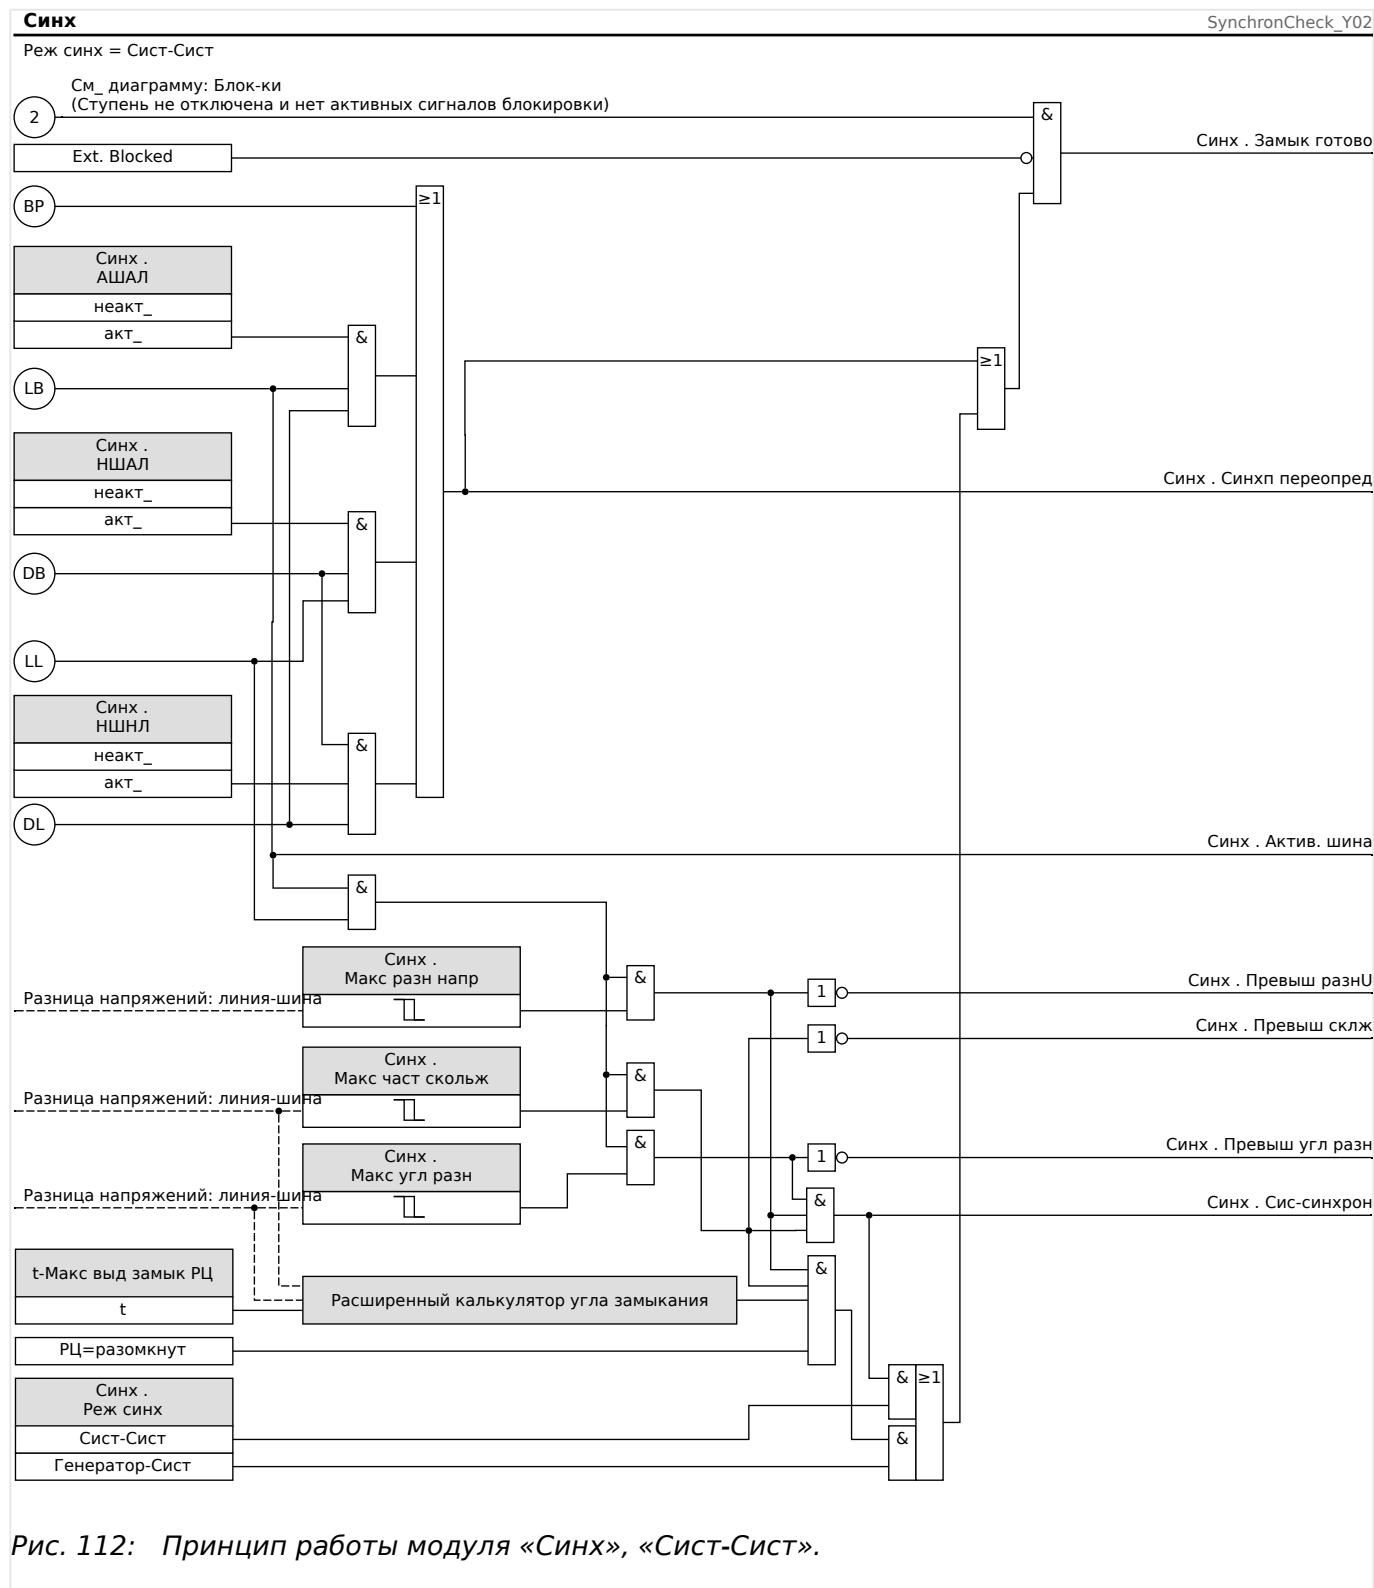 Синх
SynchronCheck_Y02
Реж синх = Сист-Сист
См_ диаграмму: Блок-ки
(Ступень не отключена и нет активных сигналов блокировки)
2
&
Синх . Замык готово
Ext. Blocked
BP
≥1
Синх .
АШАЛ
неакт_
акт_
&
≥1
LB
Синх .
НШАЛ
неакт_
акт_
&
Синх . Синхп переопред
DB
LL
Синх .
НШНЛ
неакт_
акт_
&
DL
Синх . Актив. шина
&
Синх .
Макс разн напр
Разница напряжений: линия-шина
&
1
Синх . Превыш разнU
1
Синх . Превыш склж
Синх .
Макс част скольж
Разница напряжений: линия-шина
&
Синх .
Макс угл разн
Разница напряжений: линия-шина
&
1
Синх . Превыш угл разн
&
Синх . Сис-синхрон
t-Макс выд замык РЦ
t
Расширенный калькулятор угла замыкания
&
РЦ=разомкнут
Синх .
Реж синх
Сист-Сист
Генератор-Сист
&
≥1
&
Рис. 112: Принцип работы модуля «Синх», «Сист-Сист».